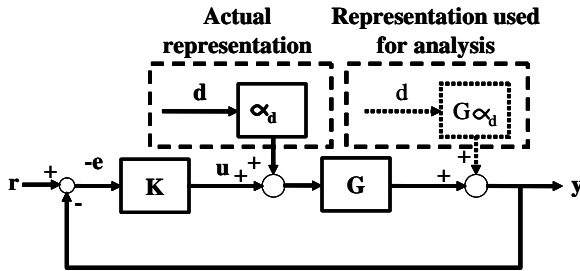 Actual
representation
Representation used
for analysis
d
∝d
d
G∝d
r
+
-
-e
K
u
+
+
G
+
+
y